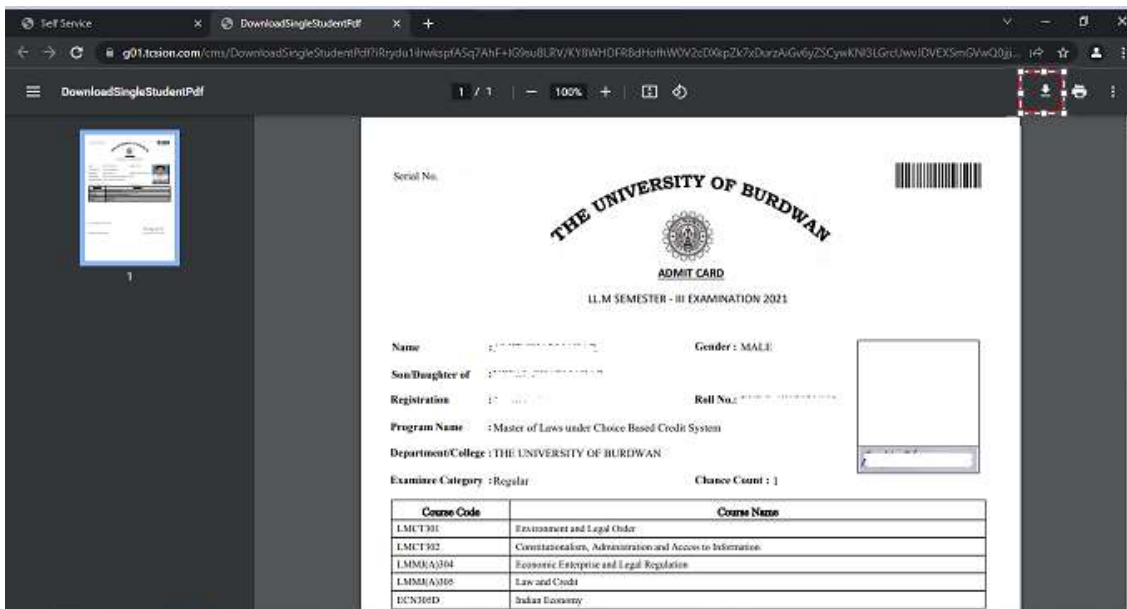 Self Service
DownloadSingleStudentPdf
DownloadSingleStudentPdf
1 / 1
100%
Serial No.
THE UNIVERSITY OF BURDWAN
ADMIT CARD
LL.M SEMESTER - III EXAMINATION 2021
Name : Gender : MALE
Son/Daughter of :
Registration : Roll No.:
Program Name : Master of Laws under Choice Based Credit System
Department/College : THE UNIVERSITY OF BURDWAN
Examinee Category : Regular Chance Count : 1
Course Code Course Name
LMCT301 Environment and Legal Order
LMCT302 Constitutionalism, Administration and Access to Information
LMMJ(A)304 Economic Enterprise and Legal Regulation
LMMJ(A)305 Law and Credit
ECN305D Indian Economy
1